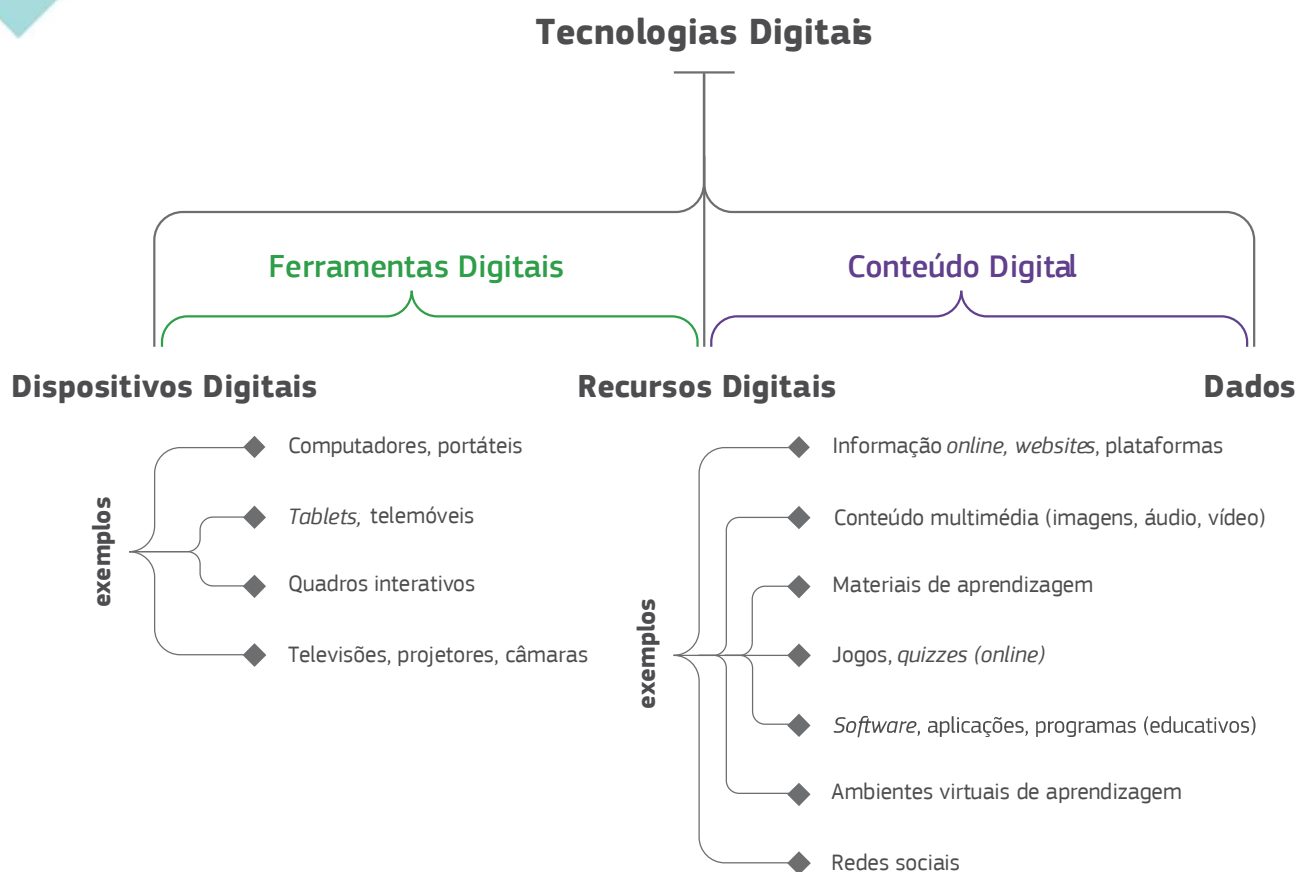 Tecnologias Digitais
Ferramentas Digitais
Conteúdo Digital
Dispositivos Digitais
Recursos Digitais
Dados
exemplos
Computadores, portáteis
Tablets, telemóveis
Quadros interativos
Televisões, projetores, câmaras
exemplos
Informação online, websites, plataformas
Conteúdo multimédia (imagens, áudio, vídeo)
Materiais de aprendizagem
Jogos, quizzes (online)
Software, aplicações, programas (educativos)
Ambientes virtuais de aprendizagem
Redes sociais